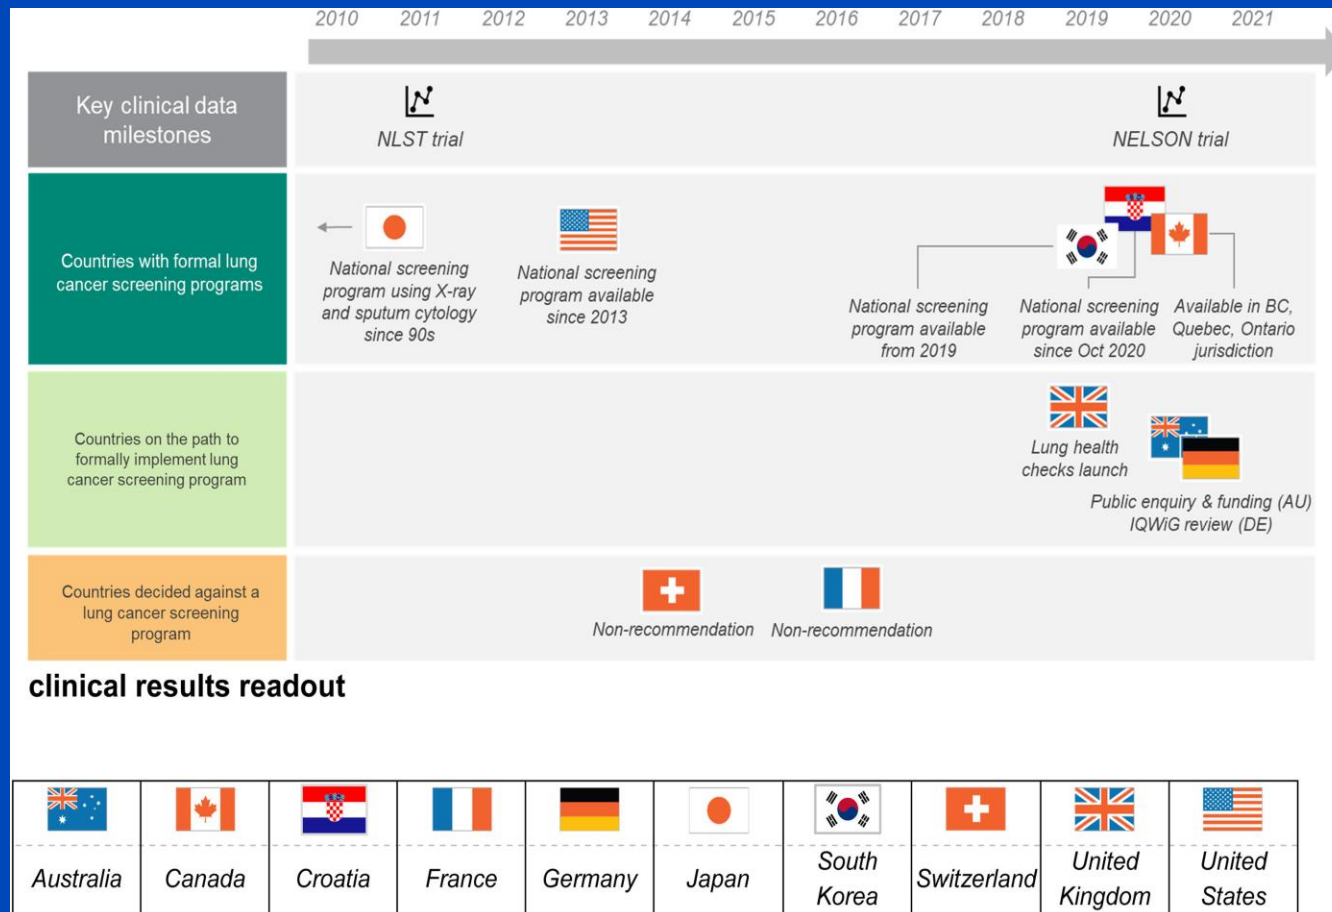 2010 2011 2012 2013 2014 2015 2016 2017 2018 2019 2020 2021
Key clinical data
milestones
NLST trial
NELSON trial
Countries with formal lung
cancer screening programs
National screening
program using X-ray
and sputum cytology
since 90s
National screening
program available
since 2013
National screening
program available
from 2019
National screening
program available
since Oct 2020
Available in BC,
Quebec, Ontario
jurisdiction
Countries on the path to
formally implement lung
cancer screening program
Lung health
checks launch
Public enquiry & funding (AU)
IQWiG review (DE)
Countries decided against a
lung cancer screening
program
Non-recommendation
Non-recommendation
clinical results readout
Australia
Canada
Croatia
France
Germany
Japan
South
Korea
Switzerland
United
Kingdom
United
States